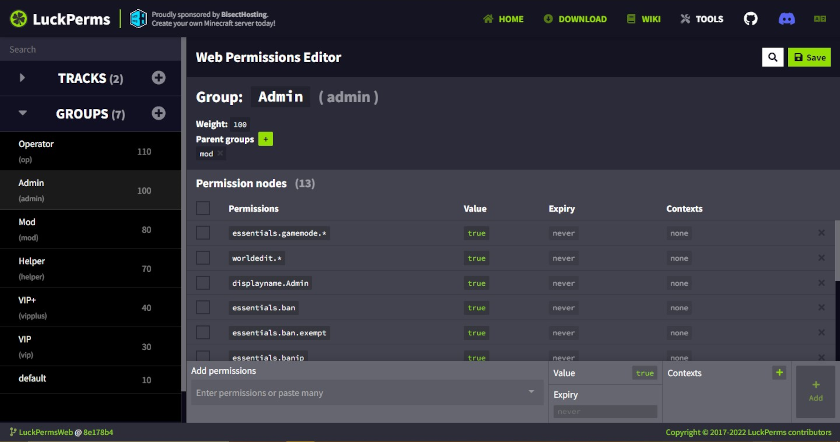 LuckPerms
Proudly sponsored by BisectHosting.
Create your own Minecraft server today!
HOME
DOWNLOAD
WIKI
TOOLS
Search
TRACKS (2)
GROUPS (7)
Operator
(op)
110
Admin
(admin)
100
Mod
(mod)
80
Helper
(helper)
70
VIP+
(vipplus)
40
VIP
(vip)
30
default
10
Web Permissions Editor
Save
Group: Admin (admin)
Weight: 100
Parent groups +
mod ×
Permission nodes (13)
Permissions Value Expiry Contexts
essentials.gamemode.* true never none ×
worldedit.* true never none ×
displayname.Admin true never none ×
essentials.ban true never none ×
essentials.ban.exempt true never none ×
essentials.banip true never none ×
Add permissions
Enter permissions or paste many
Value true
Expiry
never
Contexts +
+
Add
LuckPermsWeb @ 8e178b4
Copyright © 2017-2022 LuckPerms contributors